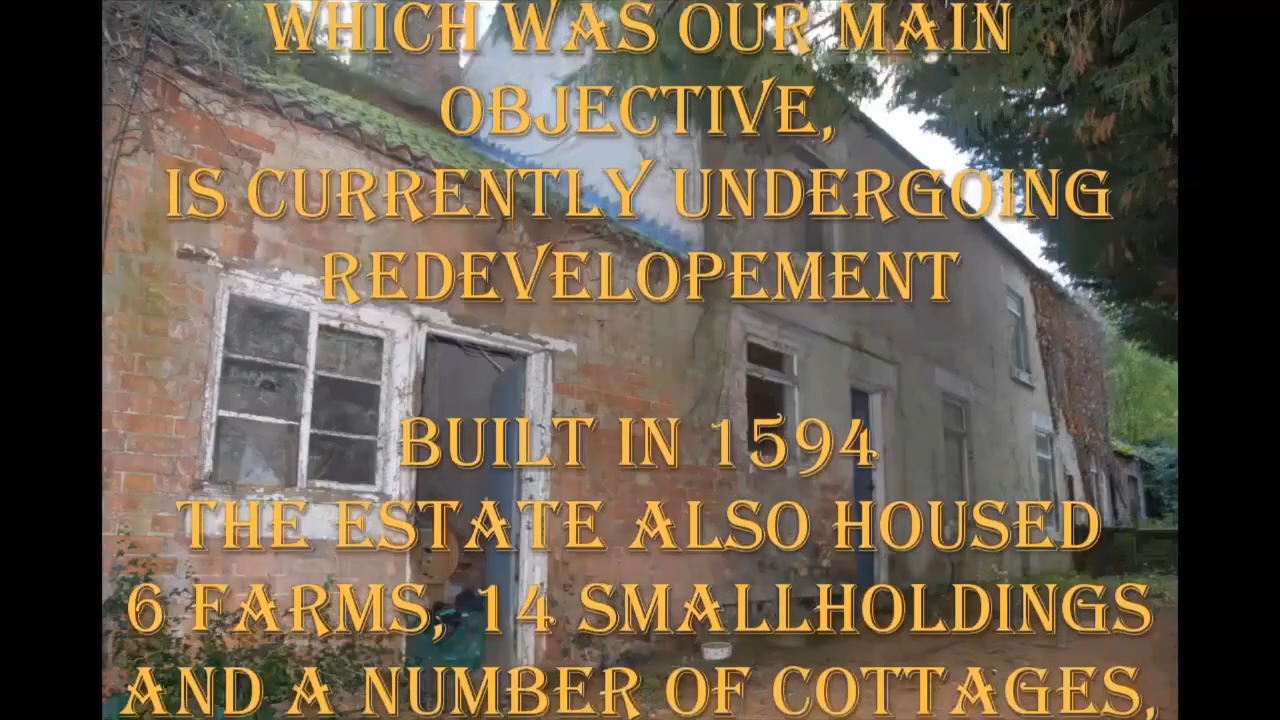 WHICH WAS OUR MAIN
OBJECTIVE,
IS CURRENTLY UNDERGOING
REDEVELOPEMENT
BUILT IN 1594
THE ESTATE ALSO HOUSED
6 FARMS, 14 SMALLHOLDINGS
AND A NUMBER OF COTTAGES,